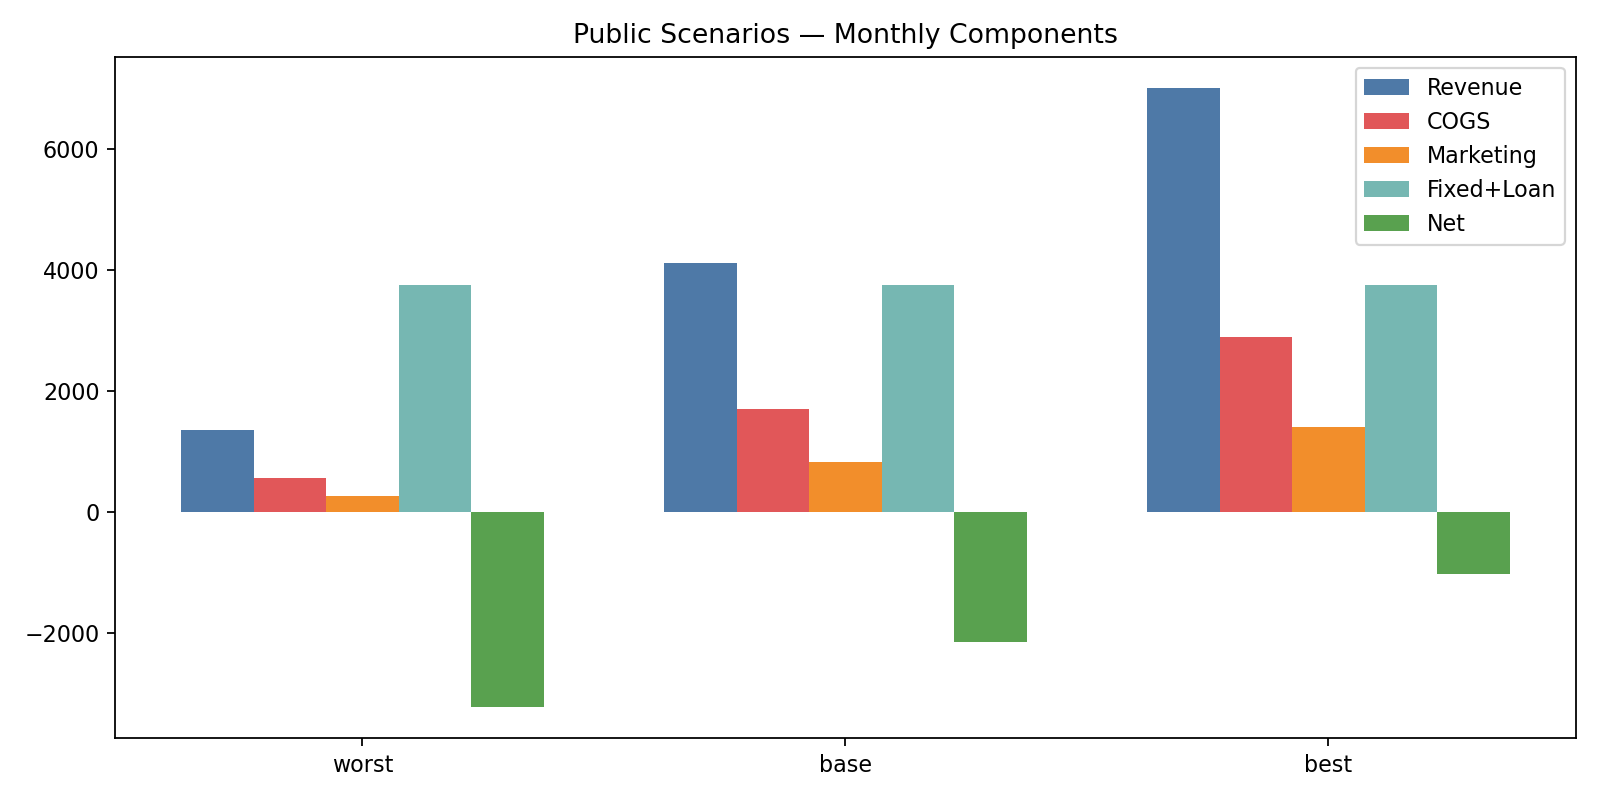 Public Scenarios — Monthly Components
Revenue
COGS
Marketing
Fixed+Loan
Net
6000
4000
2000
0
−2000
worst
base
best